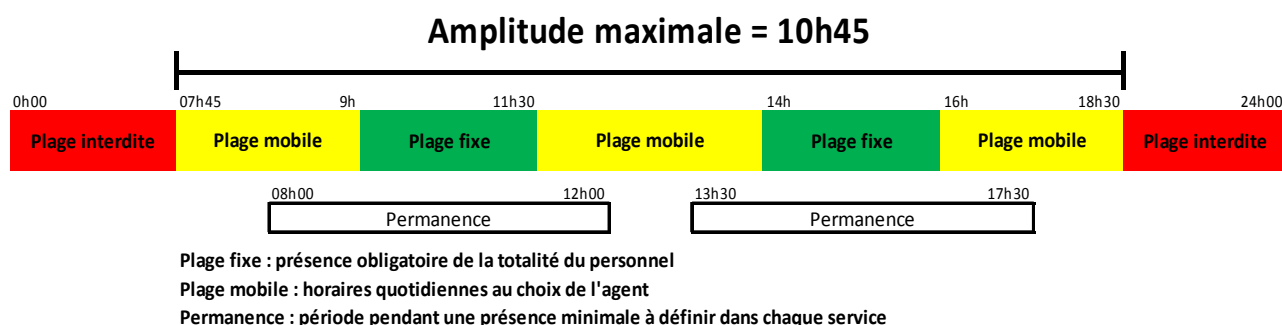 Amplitude maximale = 10h45
0h00 07h45 9h 11h30 14h 16h 18h30 24h00
Plage interdite Plage mobile Plage fixe Plage mobile Plage fixe Plage mobile Plage interdite
08h00 12h00 13h30 17h30
Permanence Permanence
Plage fixe : présence obligatoire de la totalité du personnel
Plage mobile : horaires quotidiennes au choix de l'agent
Permanence : période pendant une présence minimale à définir dans chaque service